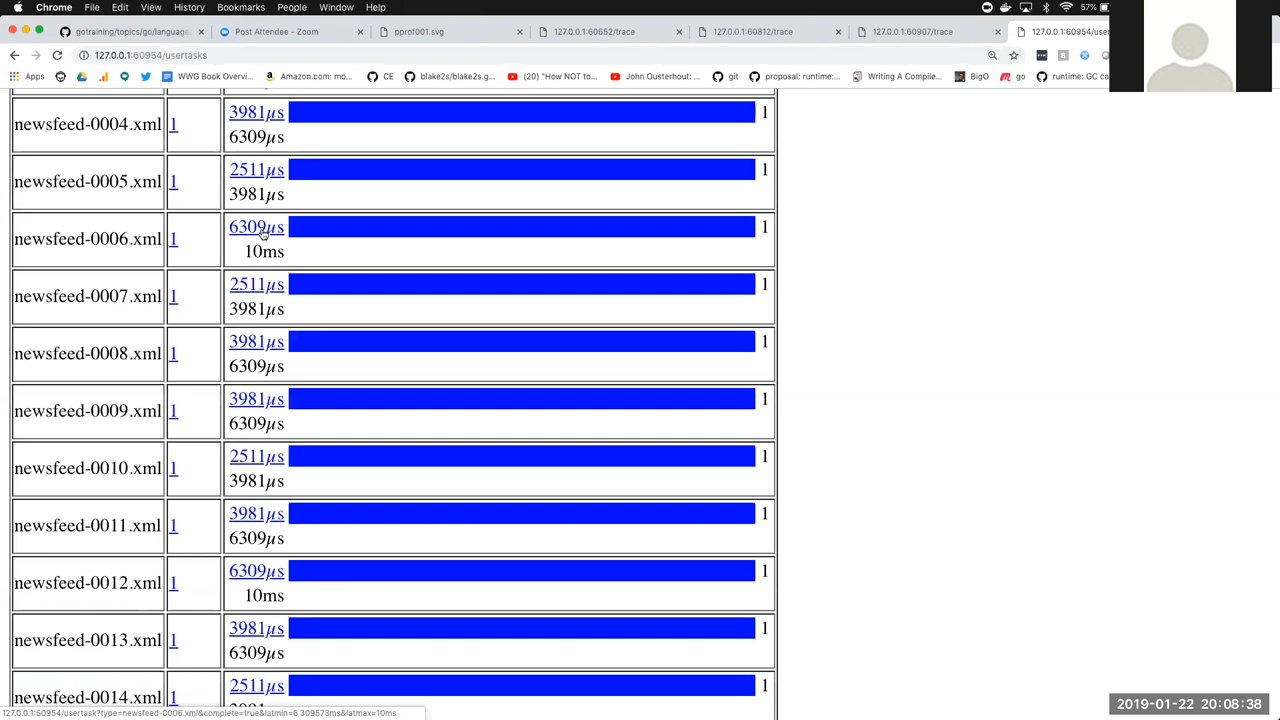 Chrome File Edit View History Bookmarks People Window Help 57%
gotraining/topics/go/languag Post Attendee - Zoom pprof001.svg 127.0.0.1:60652/trace 127.0.0.1:60812/trace 127.0.0.1:60907/trace 127.0.0.1:60954/user
127.0.0.1:60954/usertasks
Apps WWG Book Overvi... Amazon.com: mo... CE blake2s/blake2s.g... (20) "How NOT to... John Ousterhout:... git proposal: runtime:... Writing A Compile... BigO go runtime: GC ca
newsfeed-0004.xml 1 3981µs 1
6309µs
newsfeed-0005.xml 1 2511µs 1
3981µs
newsfeed-0006.xml 1 6309µs 1
10ms
newsfeed-0007.xml 1 2511µs 1
3981µs
newsfeed-0008.xml 1 3981µs 1
6309µs
newsfeed-0009.xml 1 3981µs 1
6309µs
newsfeed-0010.xml 1 2511µs 1
3981µs
newsfeed-0011.xml 1 3981µs 1
6309µs
newsfeed-0012.xml 1 6309µs 1
10ms
newsfeed-0013.xml 1 3981µs 1
6309µs
newsfeed-0014.xml 1 2511µs 1
127.0.0.1:60954/usertask?type=newsfeed-0006.xml&complete=true&latmin=6.309573ms&latmax=10ms
2019-01-22 20:08:38